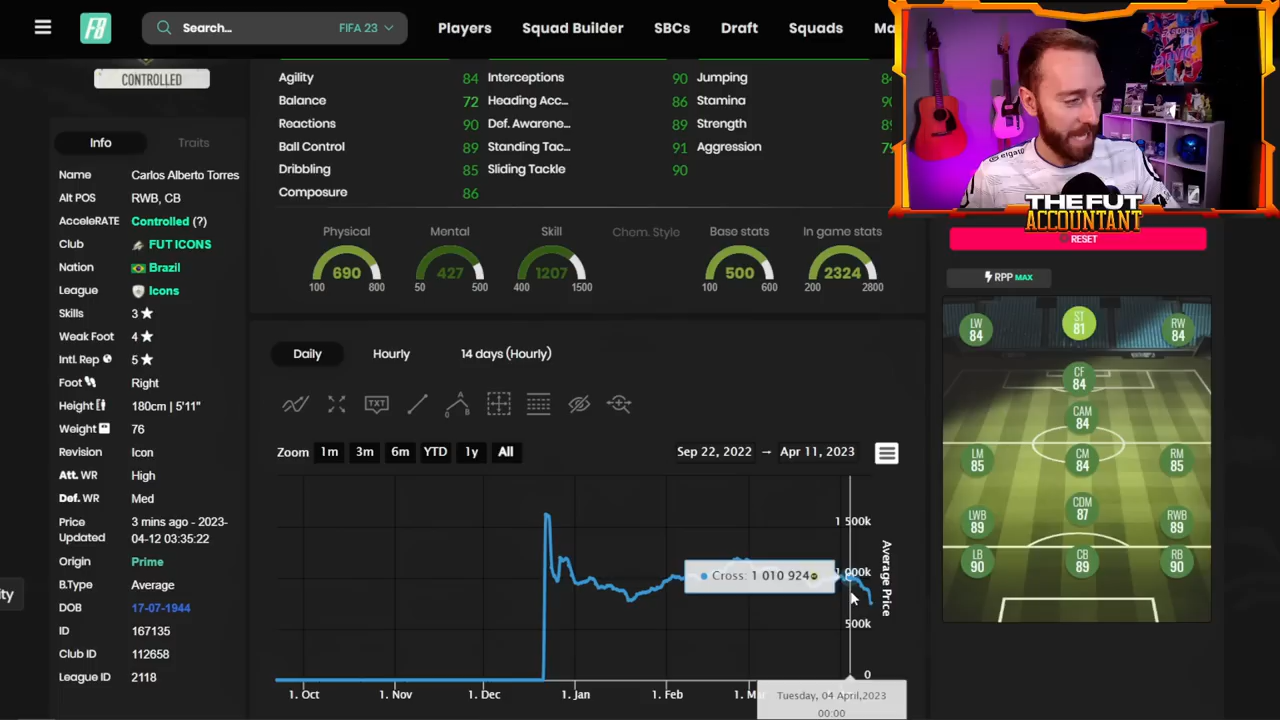 F8
Search...
FIFA 23
Players
Squad Builder
SBCs
Draft
Squads
Ma
CONTROLLED
Info
Traits
Name Carlos Alberto Torres
Alt POS RWB, CB
AcceleRATE Controlled (?)
Club FUT ICONS
Nation Brazil
League Icons
Skills 3
Weak Foot 4
Intl. Rep 5
Foot Right
Height 180cm | 5'11"
Weight 76
Revision Icon
Att. WR High
Def. WR Med
Price Updated 3 mins ago - 2023-04-12 03:35:22
Origin Prime
B.Type Average
DOB 17-07-1944
ID 167135
Club ID 112658
League ID 2118
ity
Agility 84
Balance 72
Reactions 90
Ball Control 89
Dribbling 85
Composure 86
Interceptions 90
Heading Acc... 86
Def. Awarene... 89
Standing Tac... 91
Sliding Tackle 90
Jumping 84
Stamina 90
Strength
Aggression 79
Physical
690
100 800
Mental
427
50 500
Skill
1207
400 1500
Chem. Style
Base stats
500
100 600
In game stats
2324
200 2800
Daily
Hourly
14 days (Hourly)
TXT
A
Zoom 1m 3m 6m YTD 1y All
Sep 22, 2022 → Apr 11, 2023
1 500k
000k
500k
0
Average Price
Cross: 1 010 924
1. Oct
1. Nov
1. Dec
1. Jan
1. Feb
1. M
Tuesday, 04 April,2023
00:00
THE FUT
ACCOUNTANT
RESET
RPP MAX
LW
84
ST
81
RW
84
CF
84
CAM
84
LM
85
CM
84
RM
85
LWB
89
CDM
87
RWB
89
LB
90
CB
89
RB
90